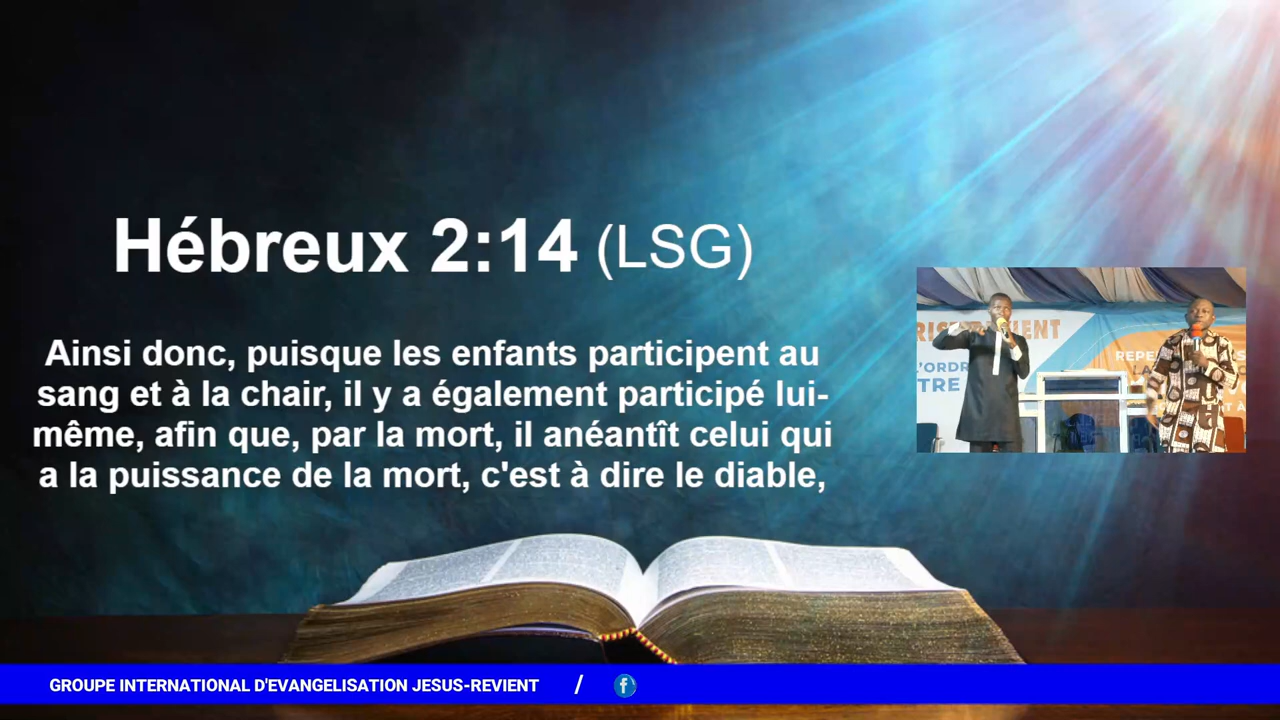 Hébreux 2:14 (LSG)
Ainsi donc, puisque les enfants participent au
sang et à la chair, il y a également participé lui-
même, afin que, par la mort, il anéantît celui qui
a la puissance de la mort, c'est à dire le diable,
GROUPE INTERNATIONAL D'EVANGELISATION JESUS-REVIENT /